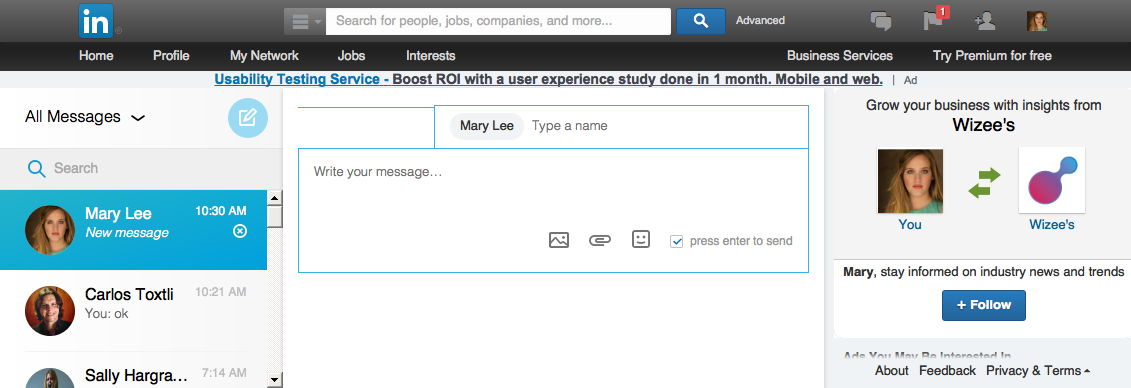 in
Search for people, jobs, companies, and more...
Advanced
1
Home Profile My Network Jobs Interests Business Services Try Premium for free
Usability Testing Service - Boost ROI with a user experience study done in 1 month. Mobile and web. | Ad
All Messages
Search
Mary Lee 10:30 AM
New message
Carlos Toxtli 10:21 AM
You: ok
Sally Hargra... 7:14 AM
Mary Lee Type a name
Write your message...
press enter to send
Grow your business with insights from
Wizee's
You Wizee's
Mary, stay informed on industry news and trends
+ Follow
Ads You May Be Interested In
About Feedback Privacy & Terms